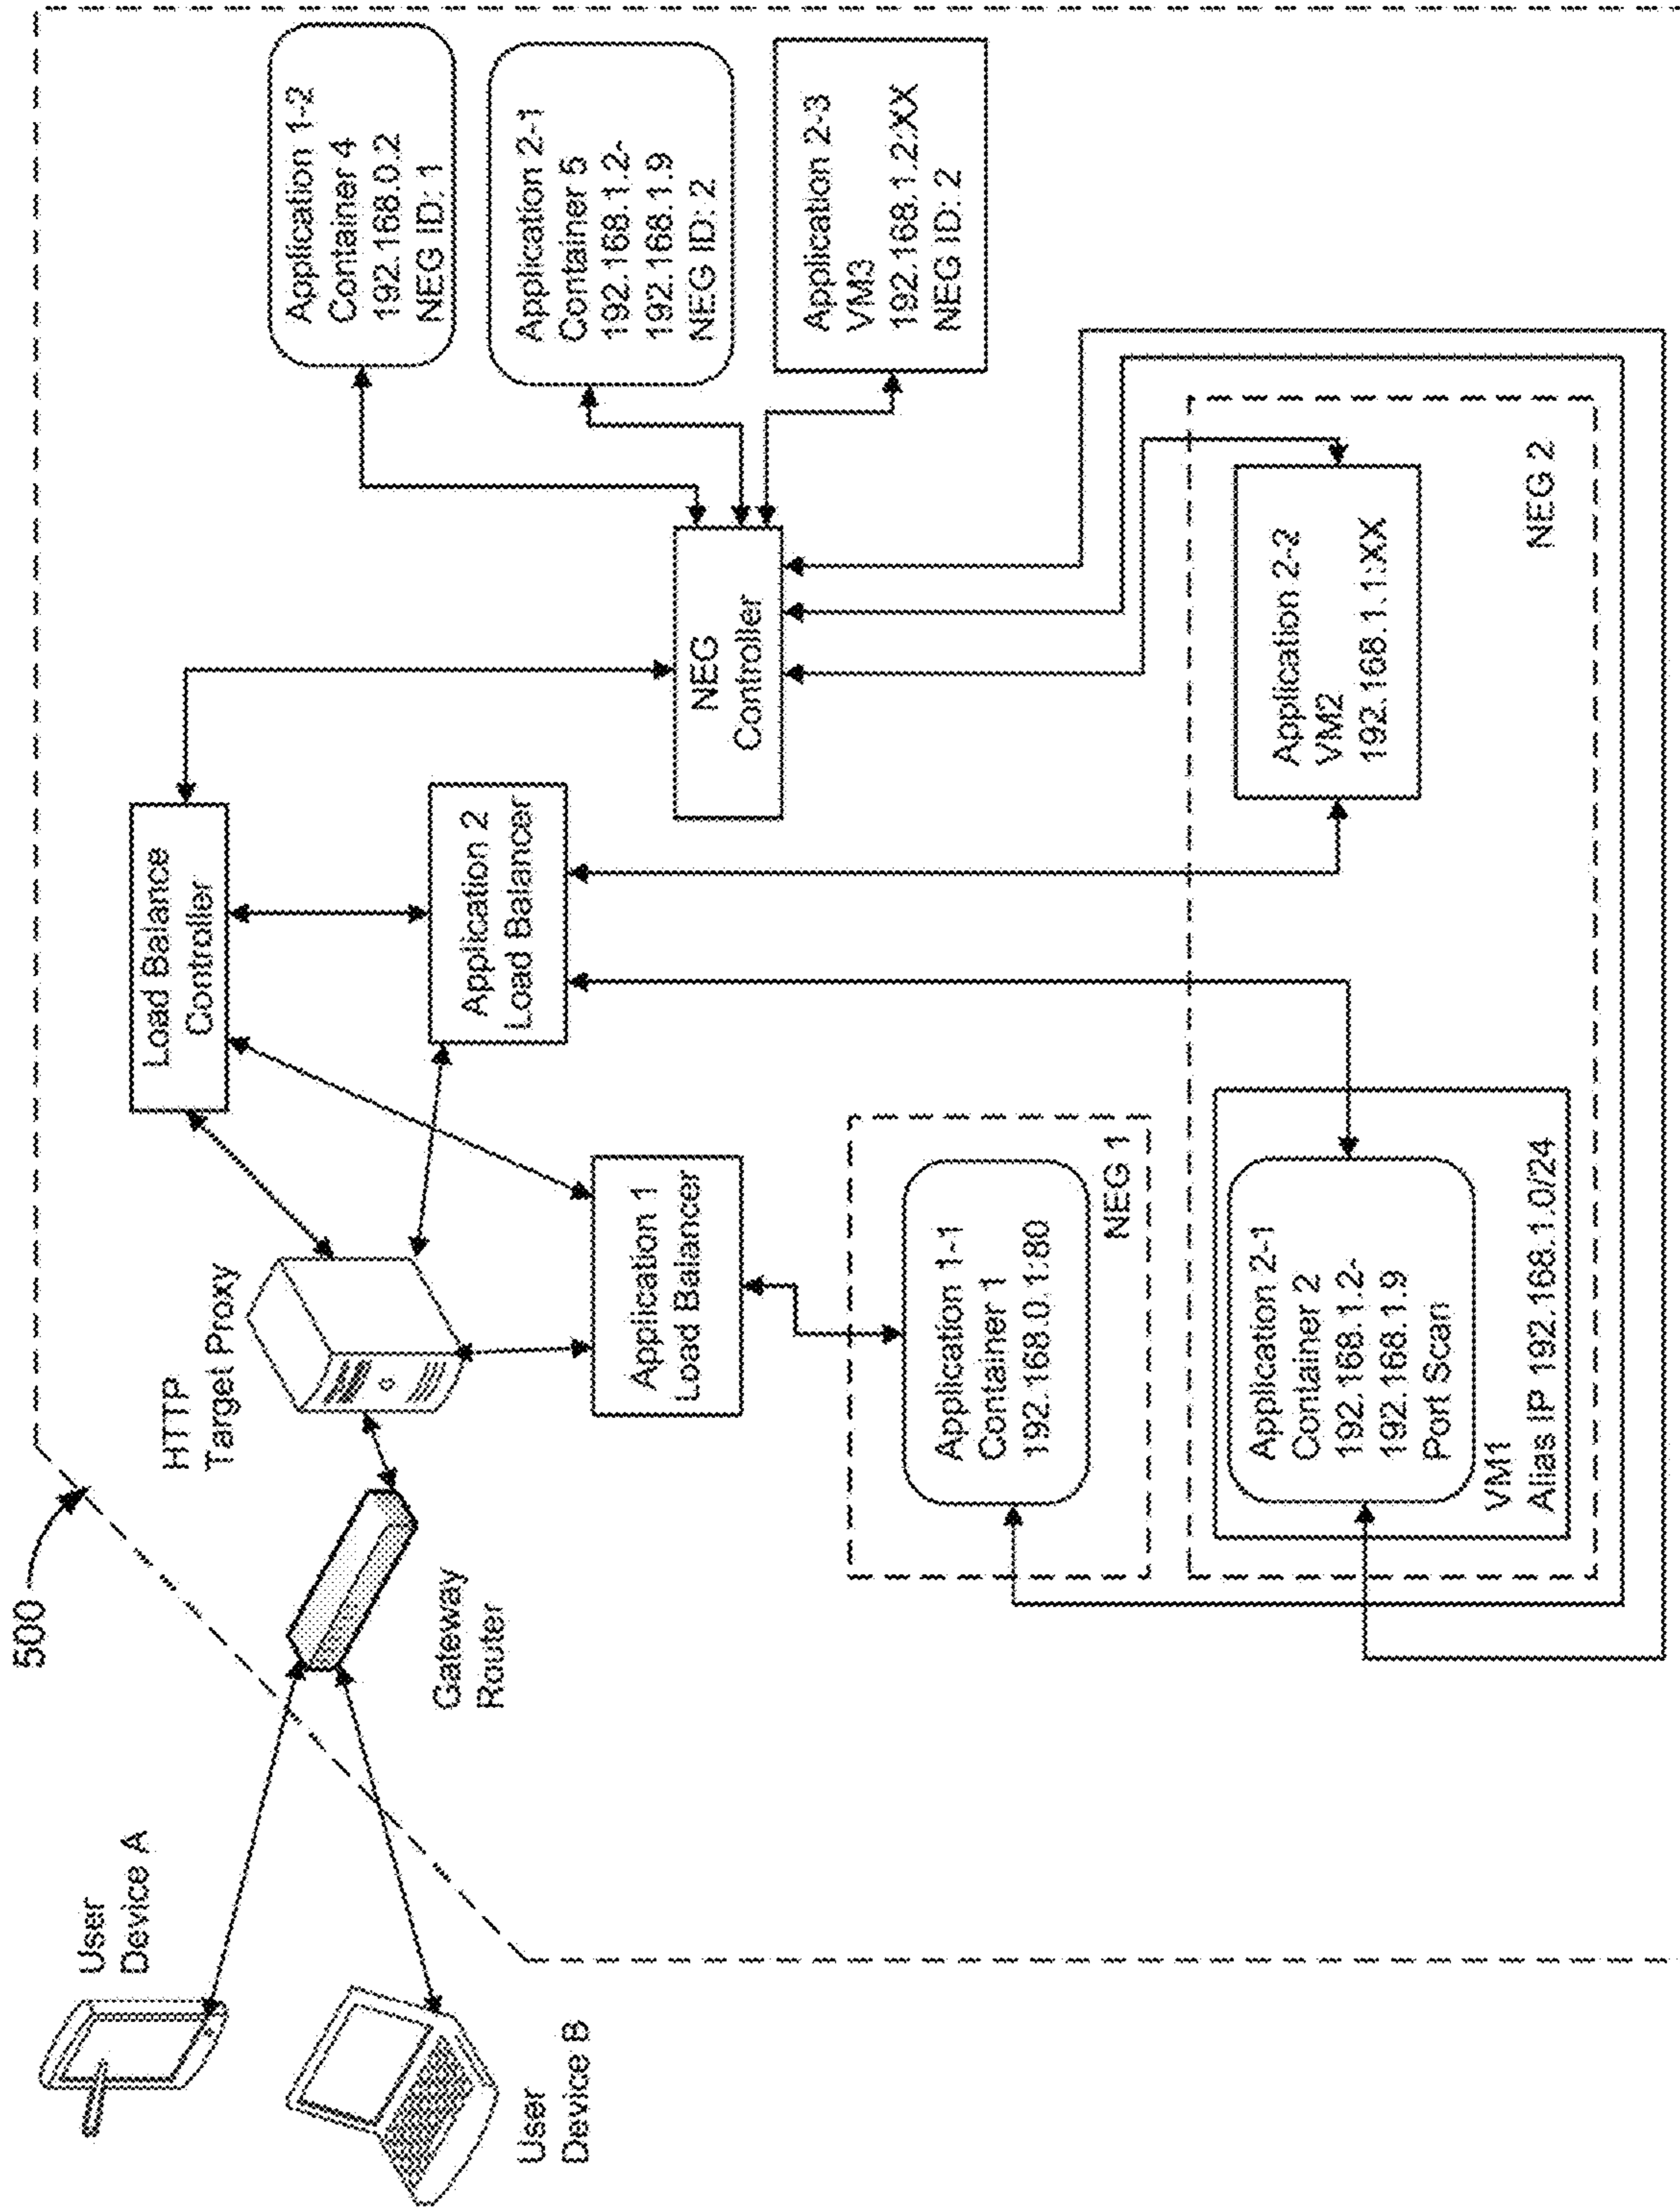 500
User
Device A
User
Device B
Gateway
Router
HTTP
Target Proxy
Load Balance
Controller
Application 2
Load Balancer
Application 1
Load Balancer
NEG
Controller
Application 1-2
Container 4
192.168.0.2
NEG ID: 1
Application 2-1
Container 5
192.168.1.2-
192.168.1.9
NEG ID: 2
Application 2-3
VM3
192.168.1.2:XX
NEG ID: 2
Application 1-1
Container 1
192.168.0.1:80
NEG 1
Application 2-1
Container 2
192.168.1.2-
192.168.1.9
Port Scan
VM1
Alias IP 192.168.1.0/24
Application 2-2
VM2
192.168.1.1:XX
NEG 2